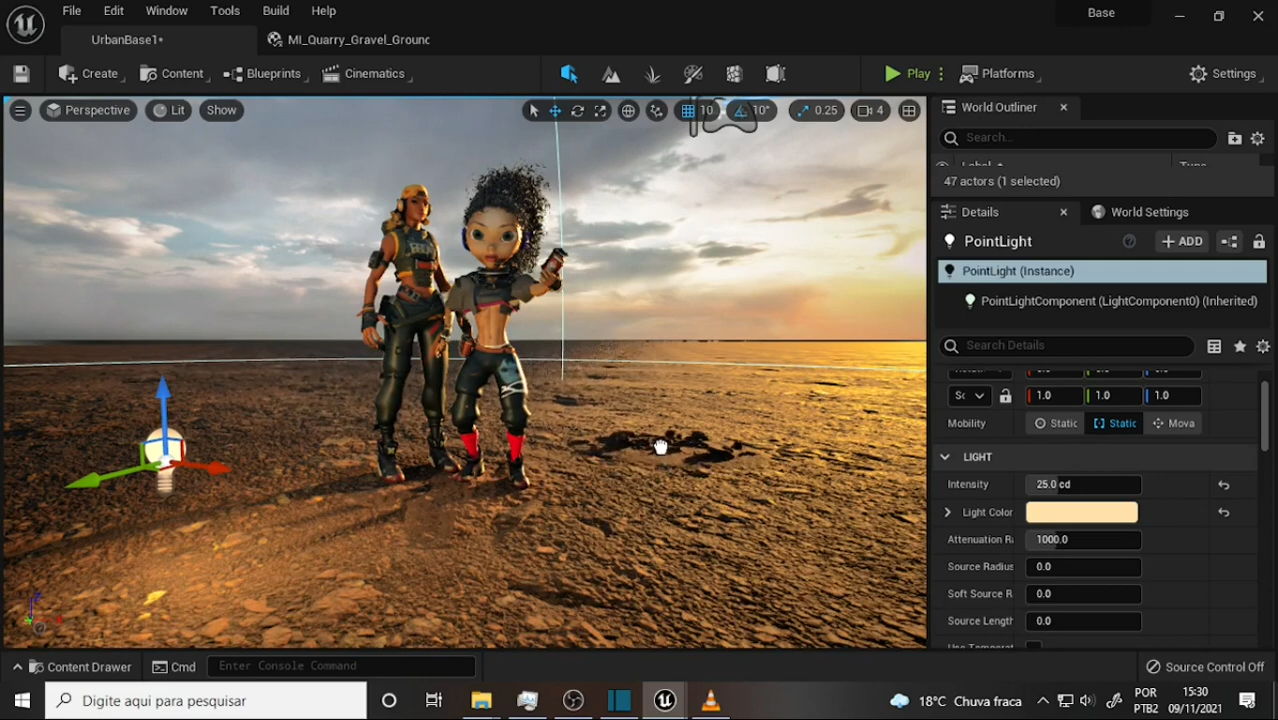 File Edit Window Tools Build Help
Base
UrbanBase1•
MI_Quarry_Gravel_Ground
Create Content Blueprints Cinematics Play Platforms Settings
Perspective Lit Show 10 10° 0.25 4
World Outliner
Search...
Label Type
47 actors (1 selected)
Details World Settings
PointLight + ADD
PointLight (Instance)
PointLightComponent (LightComponent0) (Inherited)
Search Details
1.0 1.0 1.0
Mobility Static Static Mova
LIGHT
Intensity 25.0 cd
Light Color
Attenuation Ra 1000.0
Source Radius 0.0
Soft Source R 0.0
Source Length 0.0
Content Drawer Cmd Enter Console Command Source Control Off
Digite aqui para pesquisar
18°C Chuva fraca
POR 15:30
PTB2 09/11/2021